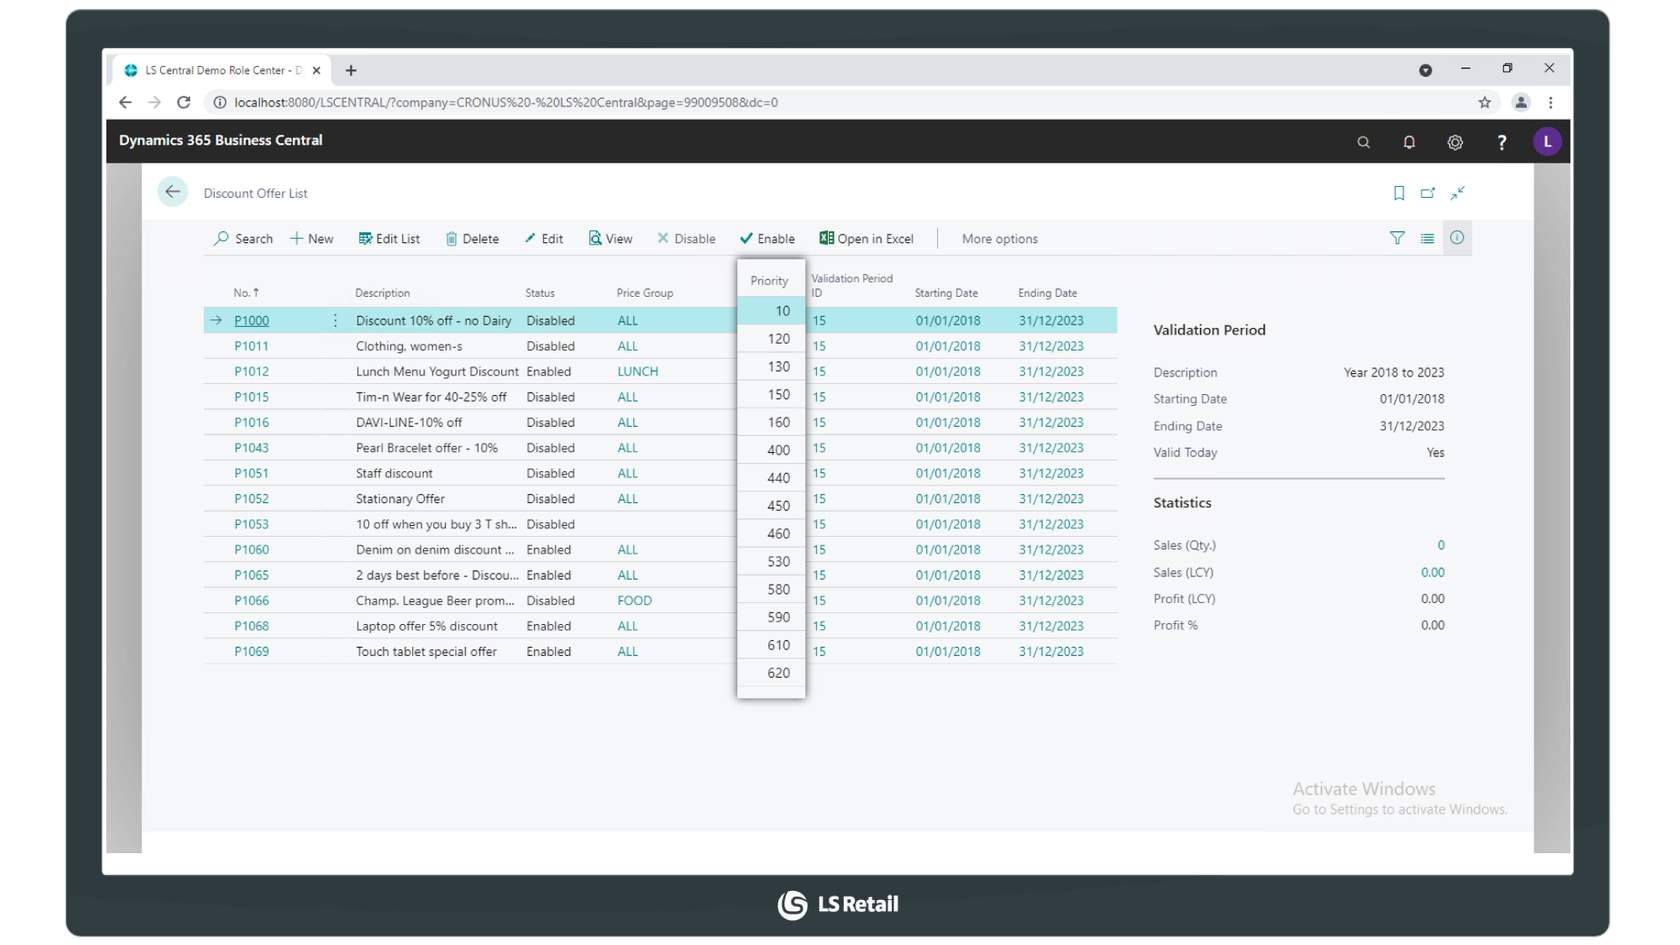 LS Central Demo Role Center - D
localhost:8080/LSCENTRAL/?company=CRONUS%20-%20LS%20Central&page=99009508&dc=0
Dynamics 365 Business Central
? L
Discount Offer List
Search New Edit List Delete Edit View Disable Enable Open in Excel More options
No. ↑ Description Status Price Group Priority Validation Period ID Starting Date Ending Date
P1000 Discount 10% off - no Dairy Disabled ALL 10 15 01/01/2018 31/12/2023
P1011 Clothing, women-s Disabled ALL 120 15 01/01/2018 31/12/2023
P1012 Lunch Menu Yogurt Discount Enabled LUNCH 130 15 01/01/2018 31/12/2023
P1015 Tim-n Wear for 40-25% off Disabled ALL 150 15 01/01/2018 31/12/2023
P1016 DAVI-LINE-10% off Disabled ALL 160 15 01/01/2018 31/12/2023
P1043 Pearl Bracelet offer - 10% Disabled ALL 400 15 01/01/2018 31/12/2023
P1051 Staff discount Disabled ALL 440 15 01/01/2018 31/12/2023
P1052 Stationary Offer Disabled ALL 450 15 01/01/2018 31/12/2023
P1053 10 off when you buy 3 T sh... Disabled 460 15 01/01/2018 31/12/2023
P1060 Denim on denim discount ... Enabled ALL 530 15 01/01/2018 31/12/2023
P1065 2 days best before - Discou... Enabled ALL 580 15 01/01/2018 31/12/2023
P1066 Champ. League Beer prom... Disabled FOOD 590 15 01/01/2018 31/12/2023
P1068 Laptop offer 5% discount Enabled ALL 610 15 01/01/2018 31/12/2023
P1069 Touch tablet special offer Enabled ALL 620 15 01/01/2018 31/12/2023
Validation Period
Description Year 2018 to 2023
Starting Date 01/01/2018
Ending Date 31/12/2023
Valid Today Yes
Statistics
Sales (Qty.) 0
Sales (LCY) 0.00
Profit (LCY) 0.00
Profit % 0.00
Activate Windows
Go to Settings to activate Windows.
LS Retail